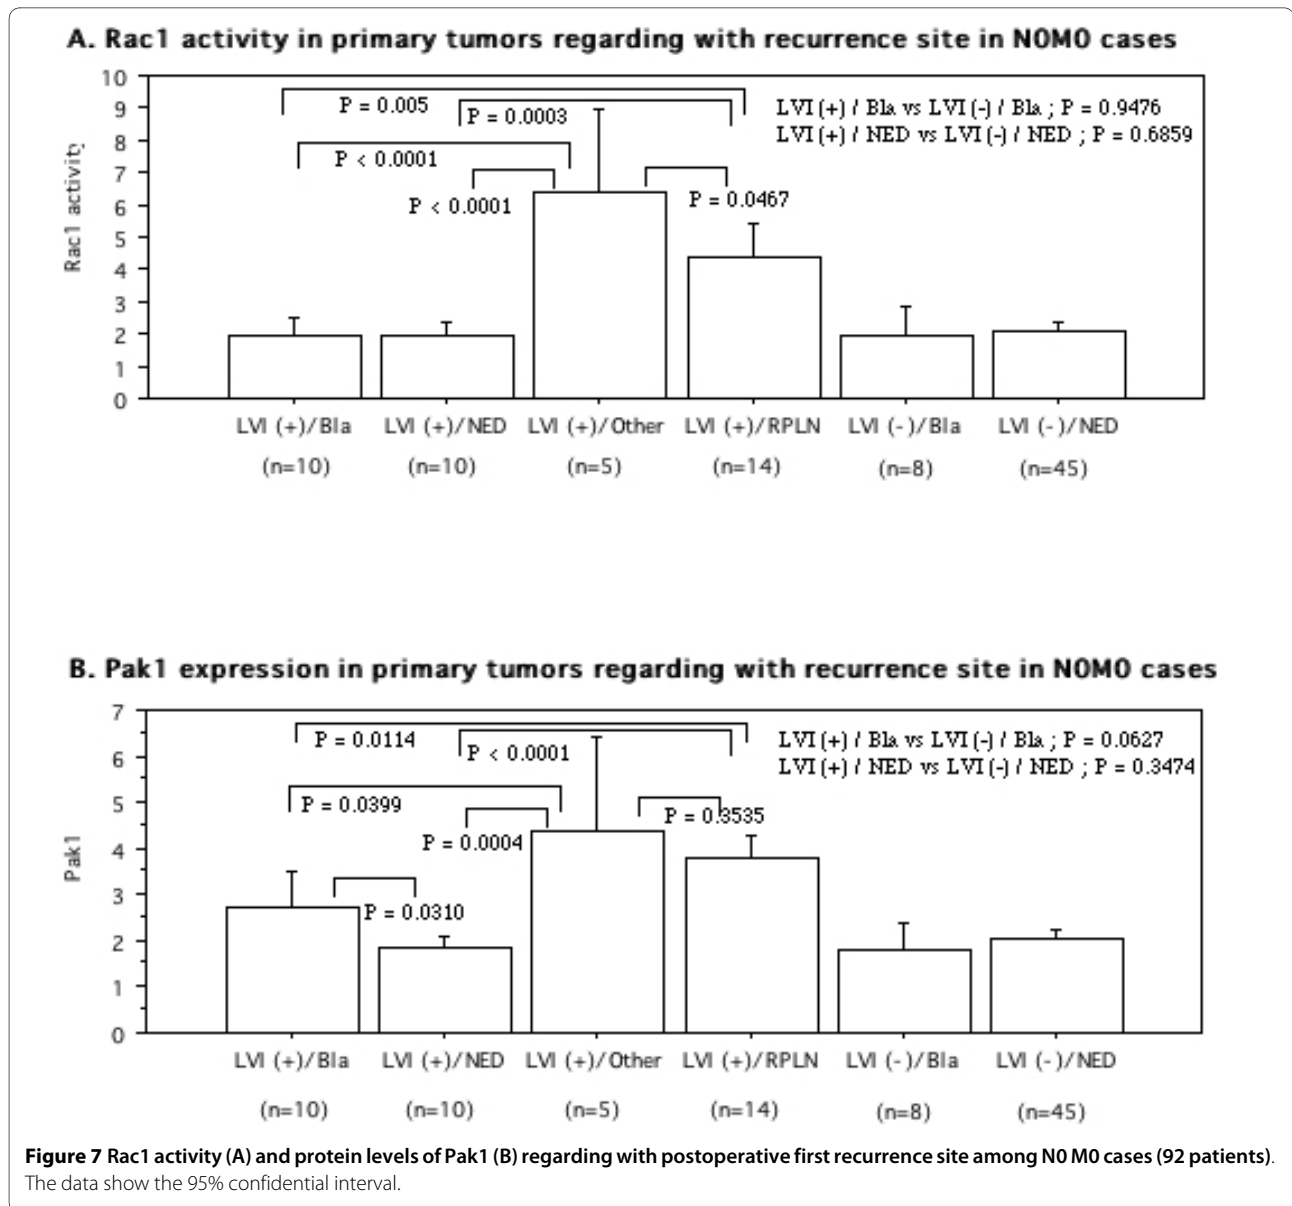 A. Rac1 activity in primary tumors regarding with recurrence site in N0M0 cases
10
9
8
7
6
5
4
3
2
1
0
Rac1 activity
P = 0.005
P = 0.0003
P < 0.0001
P < 0.0001
P = 0.0467
LVI (+) / Bla vs LVI (-) / Bla ; P = 0.9476
LVI (+) / NED vs LVI (-) / NED ; P = 0.6859
LVI (+)/Bla LVI (+)/NED LVI (+)/Other LVI (+)/RPLN LVI (-)/Bla LVI (-)/NED
(n=10) (n=10) (n=5) (n=14) (n=8) (n=45)
B. Pak1 expression in primary tumors regarding with recurrence site in N0M0 cases
7
6
5
4
3
2
1
0
Pak1
P = 0.0114
P < 0.0001
P = 0.0399
P = 0.0004
P = 0.3535
P = 0.0310
LVI (+) / Bla vs LVI (-) / Bla ; P = 0.0627
LVI (+) / NED vs LVI (-) / NED ; P = 0.3474
LVI (+)/Bla LVI (+)/NED LVI (+)/Other LVI (+)/RPLN LVI (-)/Bla LVI (-)/NED
(n=10) (n=10) (n=5) (n=14) (n=8) (n=45)
Figure 7 Rac1 activity (A) and protein levels of Pak1 (B) regarding with postoperative first recurrence site among N0 M0 cases (92 patients).
The data show the 95% confidential interval.